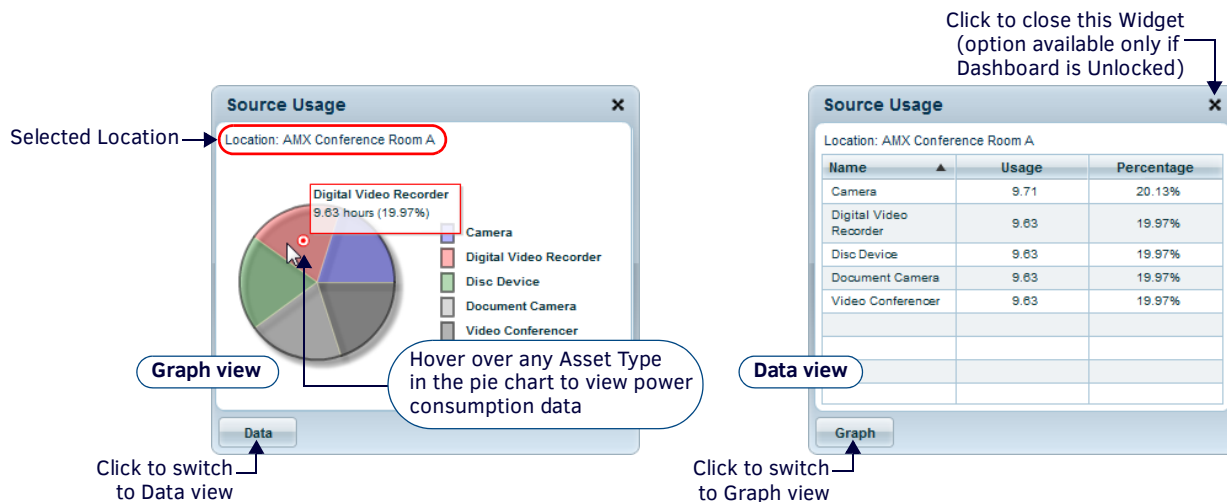 Click to close this Widget
(option available only if
Dashboard is Unlocked)
Source Usage
Selected Location
Location: AMX Conference Room A
Digital Video Recorder
9.63 hours (19.97%)
Camera
Digital Video Recorder
Disc Device
Document Camera
Video Conferencer
Graph view
Hover over any Asset Type
in the pie chart to view power
consumption data
Data
Click to switch
to Data view
Source Usage
Location: AMX Conference Room A
Name Usage Percentage
Camera 9.71 20.13%
Digital Video
Recorder 9.63 19.97%
Disc Device 9.63 19.97%
Document Camera 9.63 19.97%
Video Conferencer 9.63 19.97%
Data view
Graph
Click to switch
to Graph view